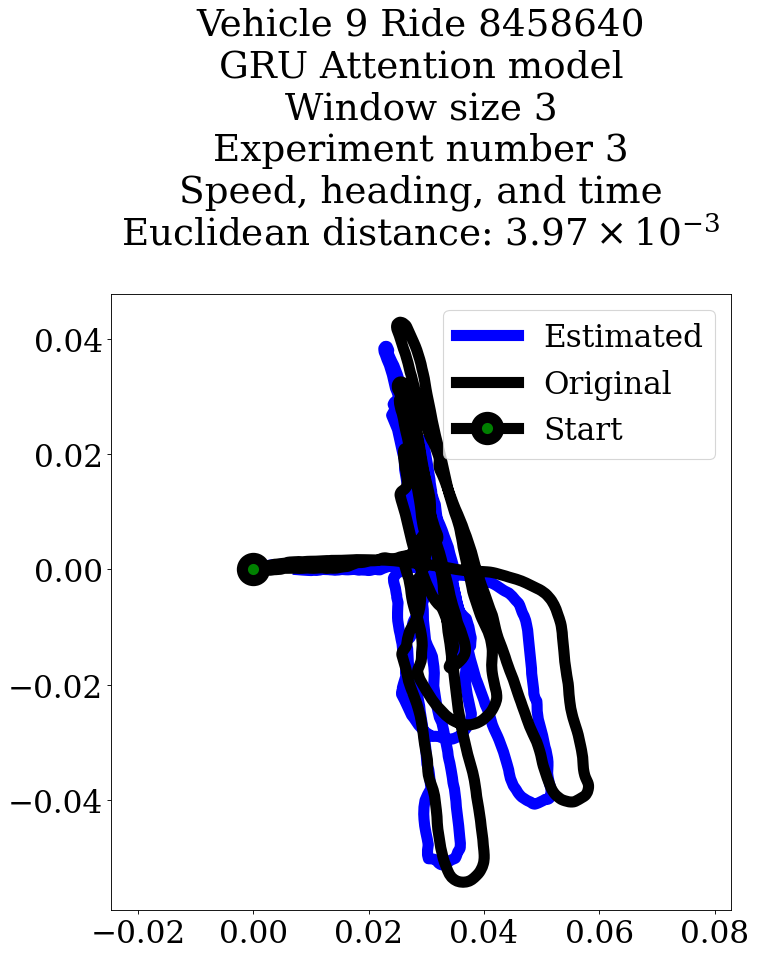 Vehicle 9 Ride 8458640
GRU Attention model
Window size 3
Experiment number 3
Speed, heading, and time
Euclidean distance: 3.97 × 10⁻³
Estimated
Original
Start
0.04
0.02
0.00
−0.02
−0.04
−0.02 0.00 0.02 0.04 0.06 0.08